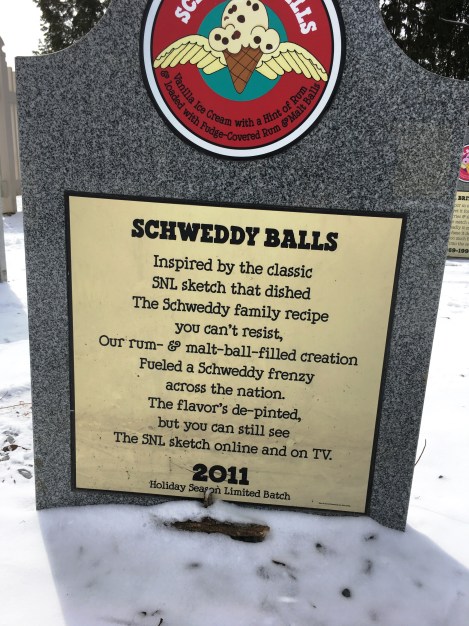 SCHWEDDY BALLS
Vanilla Ice Cream with a Hint of Rum
& loaded with Fudge-Covered Rum & Malt Balls
SCHWEDDY BALLS
Inspired by the classic
SNL sketch that dished
The Schweddy family recipe
you can't resist,
Our rum- & malt-ball-filled creation
Fueled a Schweddy frenzy
across the nation.
The flavor's de-pinted,
but you can still see
The SNL sketch online and on TV.
2011
Holiday Season Limited Batch